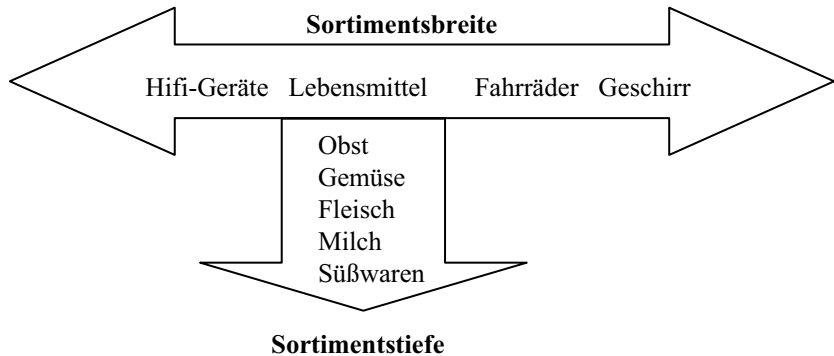 Sortimentsbreite
Hifi-Geräte Lebensmittel Fahrräder Geschirr
Obst
Gemüse
Fleisch
Milch
Süßwaren
Sortimentstiefe